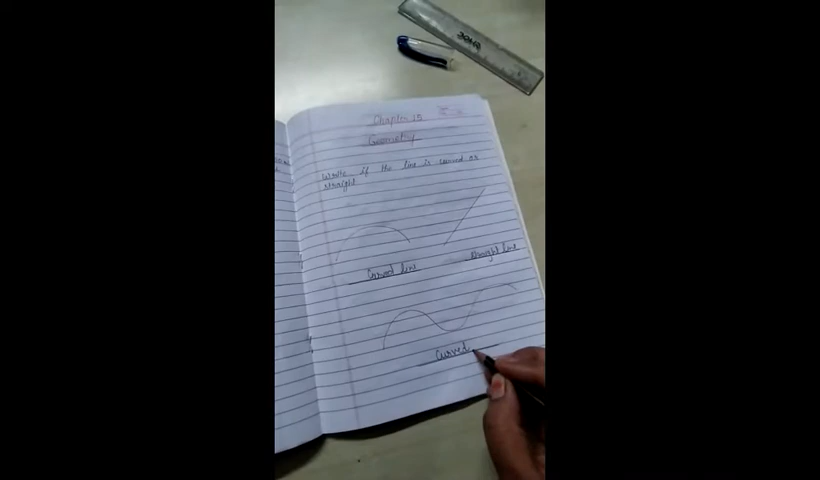 Chapter 15
Geometry
Write if the line is curved or
straight
Curved line
straight line
Curved